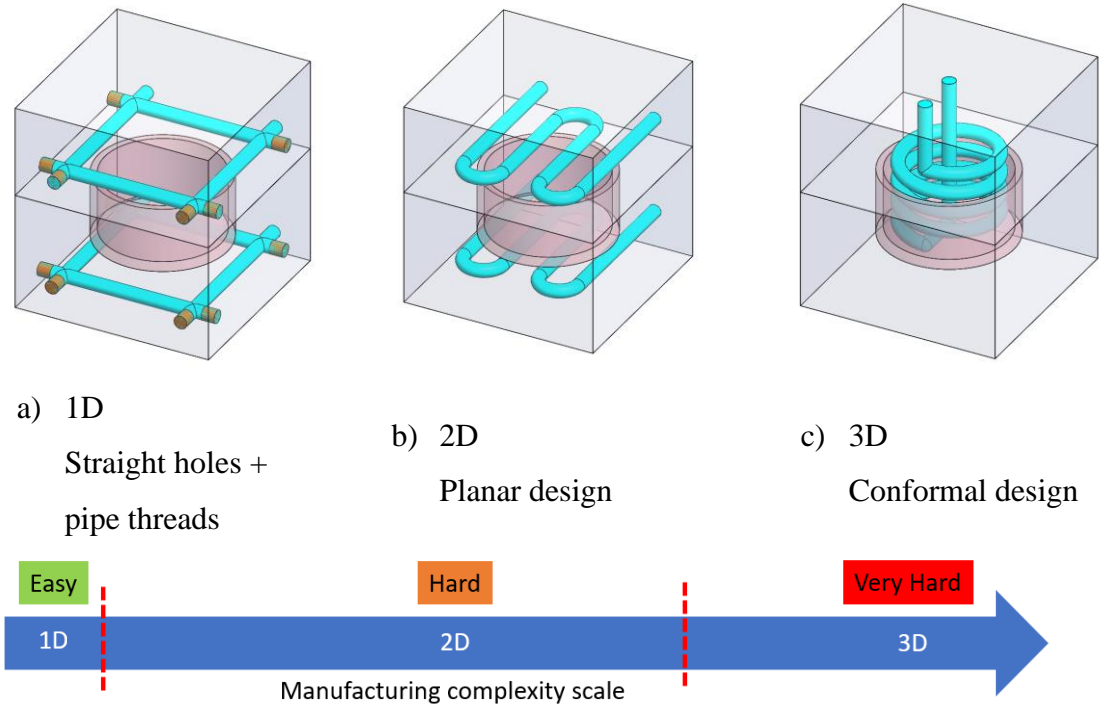 a) 1D
Straight holes +
pipe threads
b) 2D
Planar design
c) 3D
Conformal design
Easy
Hard
Very Hard
1D
2D
3D
Manufacturing complexity scale